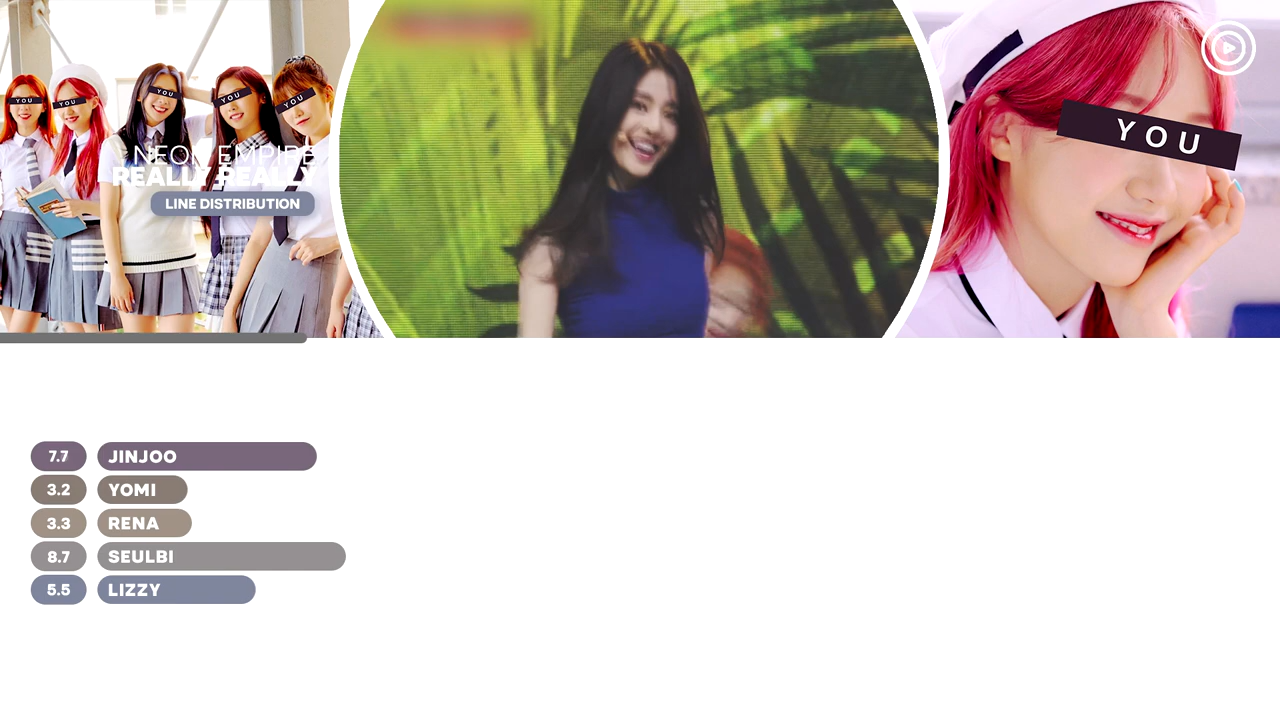 YOU
YOU
YOU
YOU
YOU
YOU
NEON EMPIRE
REALLY REALLY
LINE DISTRIBUTION
7.7 JINJOO
3.2 YOMI
3.3 RENA
8.7 SEULBI
5.5 LIZZY